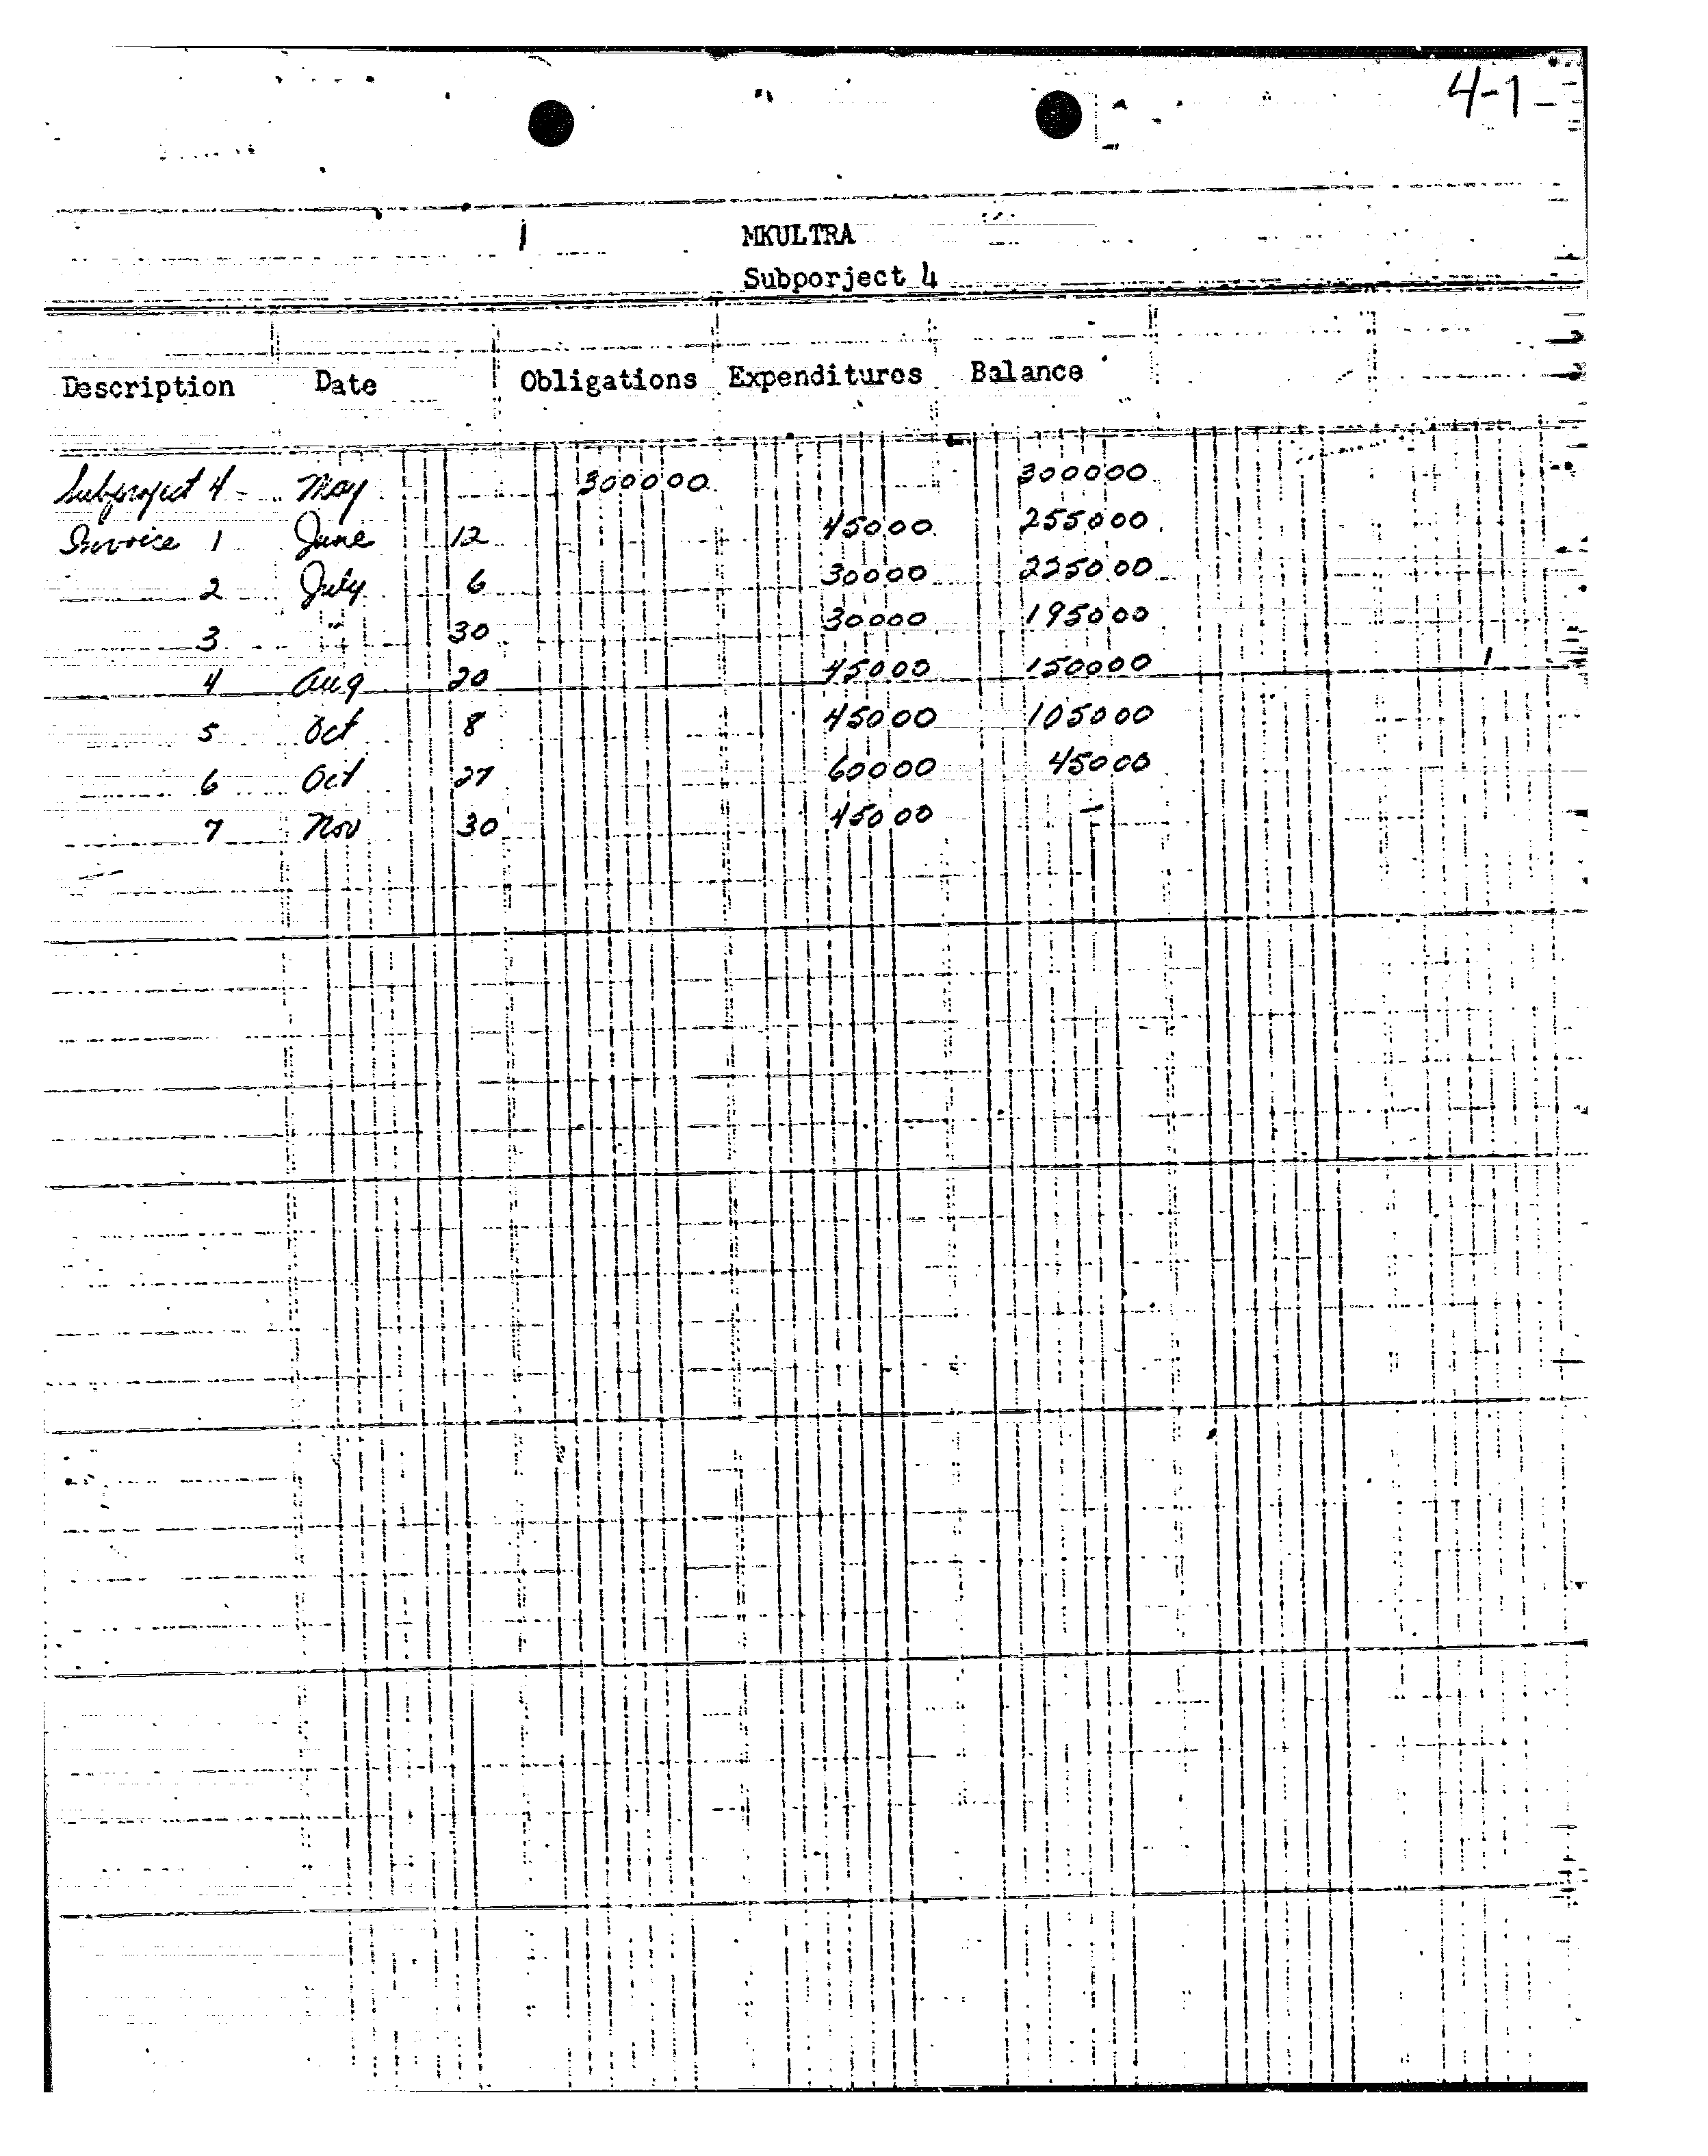 4-1
MKULTRA
Subporject 4
Description Date Obligations Expenditures Balance
Subproject 4 - May 300000 300000
Invoice 1 June 12 45000 255000
2 July 6 30000 225000
3 " 30 30000 195000
4 Aug 20 45000 150000
5 Oct 8 45000 105000
6 Oct 27 60000 45000
7 Nov 30 45000 —